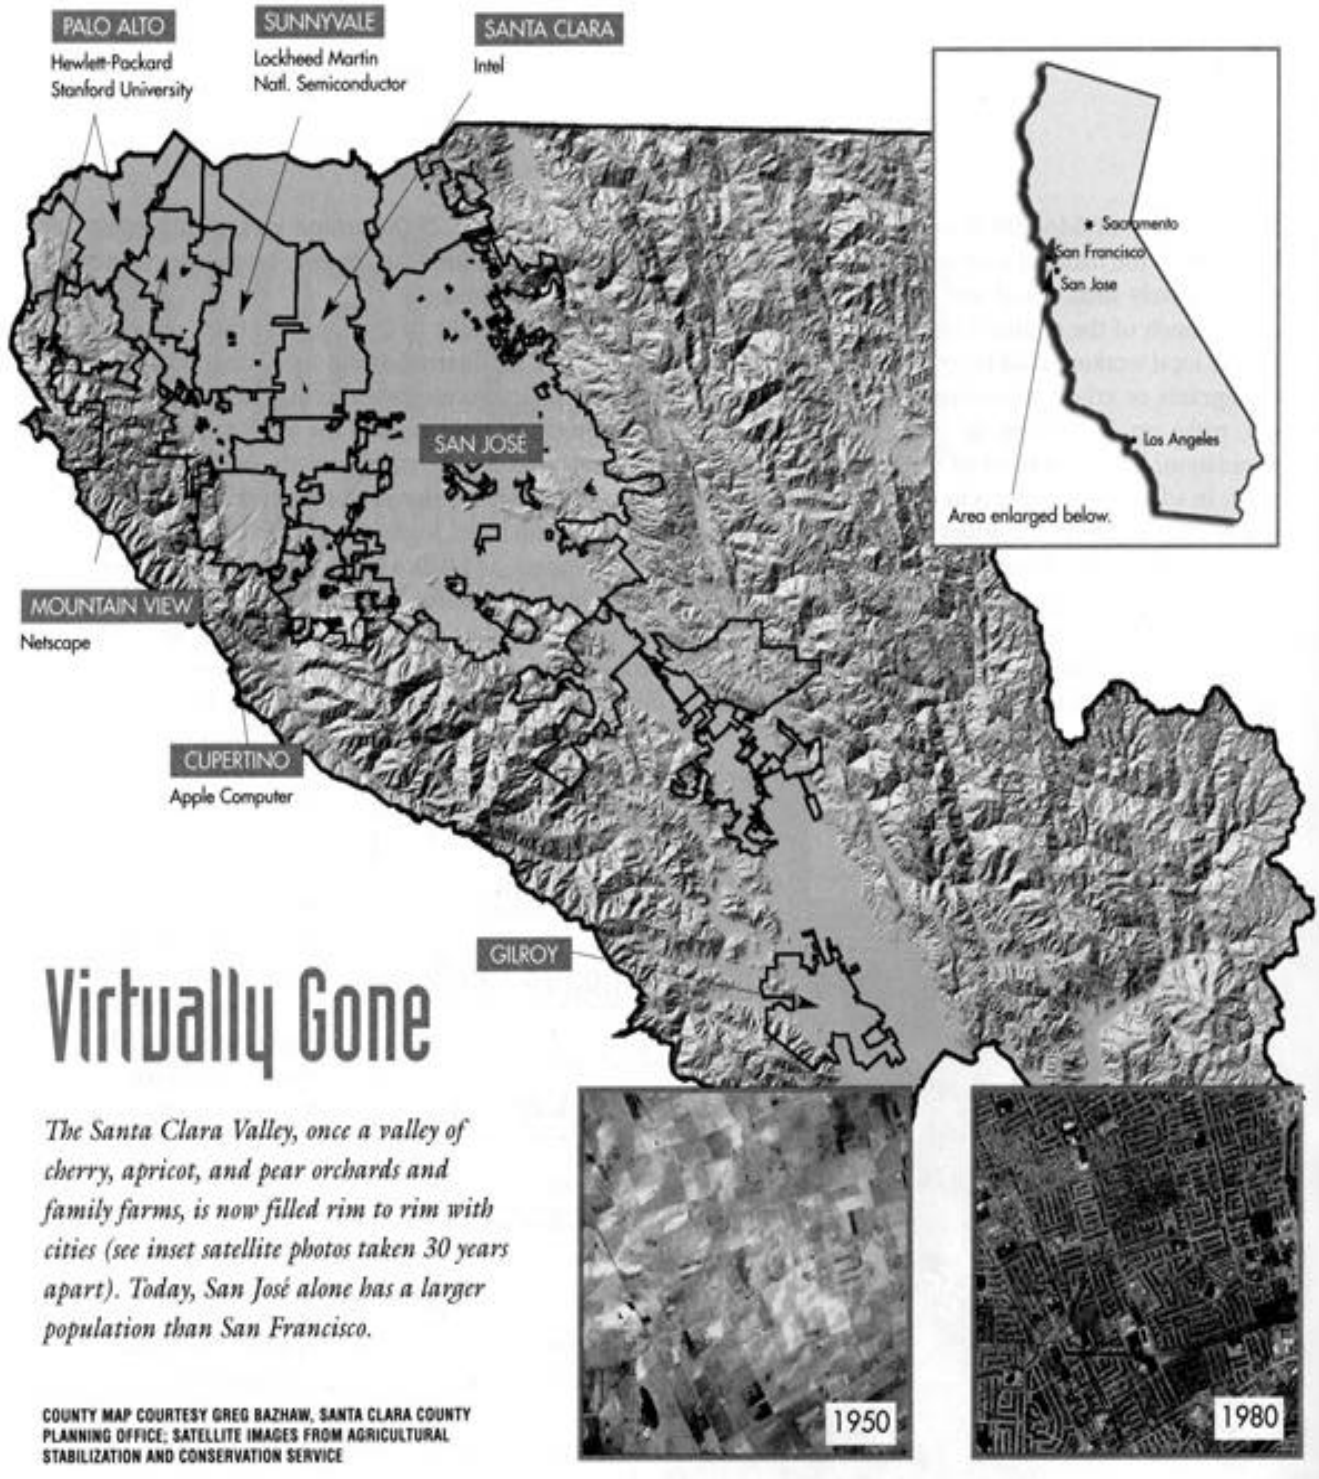 PALO ALTO
Hewlett-Packard
Stanford University
SUNNYVALE
Lockheed Martin
Natl. Semiconductor
SANTA CLARA
Intel
Sacramento
San Francisco
San Jose
Los Angeles
Area enlarged below.
SAN JOSÉ
MOUNTAIN VIEW
Netscape
CUPERTINO
Apple Computer
GILROY
Virtually Gone
The Santa Clara Valley, once a valley of
cherry, apricot, and pear orchards and
family farms, is now filled rim to rim with
cities (see inset satellite photos taken 30 years
apart). Today, San José alone has a larger
population than San Francisco.
COUNTY MAP COURTESY GREG BAZHAW, SANTA CLARA COUNTY
PLANNING OFFICE; SATELLITE IMAGES FROM AGRICULTURAL
STABILIZATION AND CONSERVATION SERVICE
1950
1980